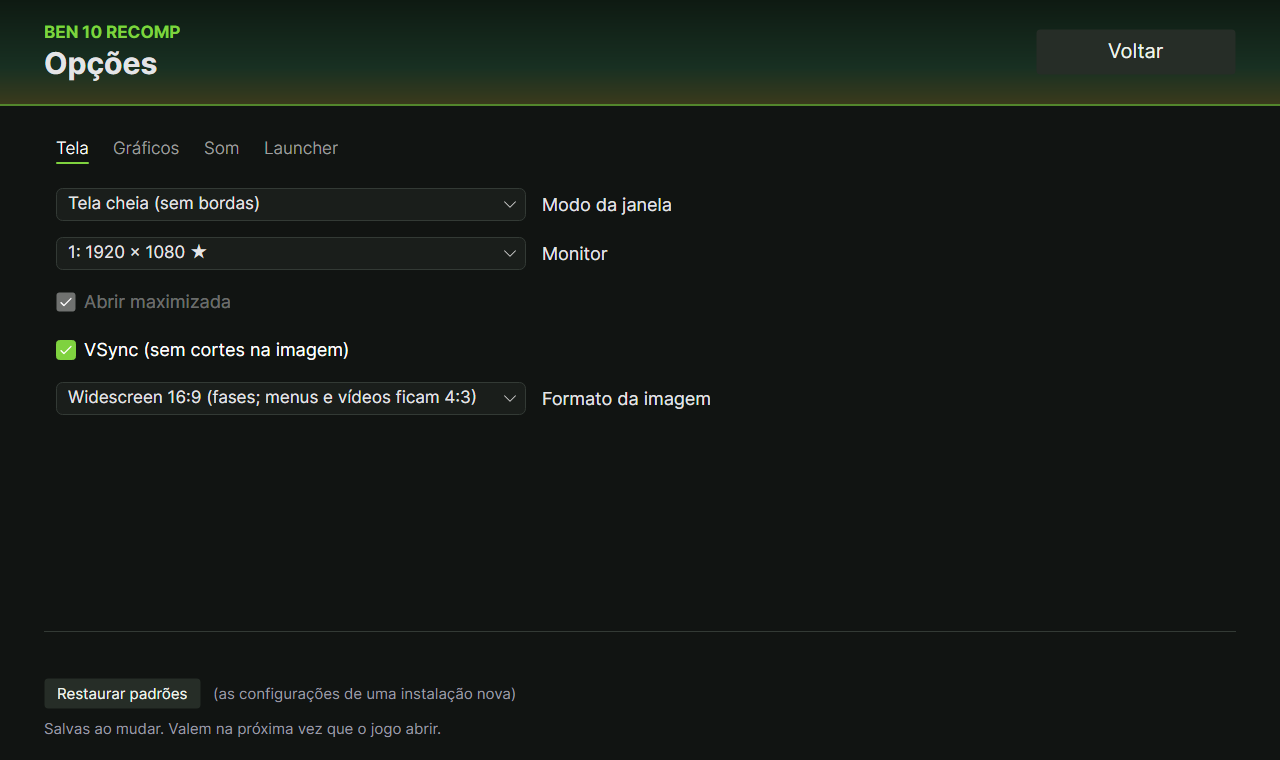 BEN 10 RECOMP
Opções
Voltar
Tela Gráficos Som Launcher
Tela cheia (sem bordas) Modo da janela
1: 1920 × 1080 ★ Monitor
Abrir maximizada
VSync (sem cortes na imagem)
Widescreen 16:9 (fases; menus e vídeos ficam 4:3) Formato da imagem
Restaurar padrões (as configurações de uma instalação nova)
Salvas ao mudar. Valem na próxima vez que o jogo abrir.